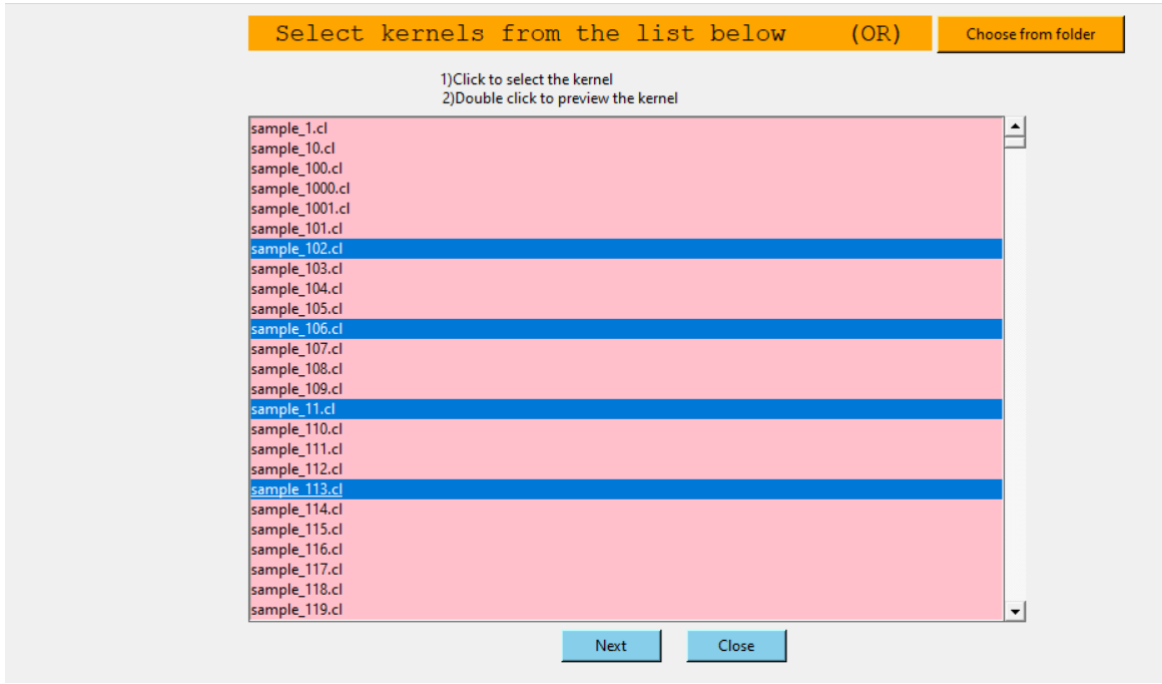 Select kernels from the list below (OR) Choose from folder
1)Click to select the kernel
2)Double click to preview the kernel
sample_1.cl
sample_10.cl
sample_100.cl
sample_1000.cl
sample_1001.cl
sample_101.cl
sample_102.cl
sample_103.cl
sample_104.cl
sample_105.cl
sample_106.cl
sample_107.cl
sample_108.cl
sample_109.cl
sample_11.cl
sample_110.cl
sample_111.cl
sample_112.cl
sample_113.cl
sample_114.cl
sample_115.cl
sample_116.cl
sample_117.cl
sample_118.cl
sample_119.cl
Next Close